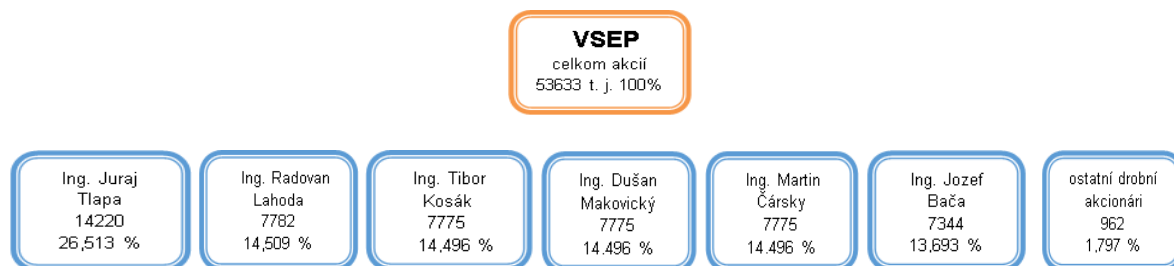 VSEP
celkom akcií
53633 t. j. 100%
Ing. Juraj
Tlapa
14220
26,513 %
Ing. Radovan
Lahoda
7782
14,509 %
Ing. Tibor
Kosák
7775
14,496 %
Ing. Dušan
Makovický
7775
14.496 %
Ing. Martin
Čársky
7775
14.496 %
Ing. Jozef
Bača
7344
13,693 %
ostatní drobní
akcionári
962
1,797 %